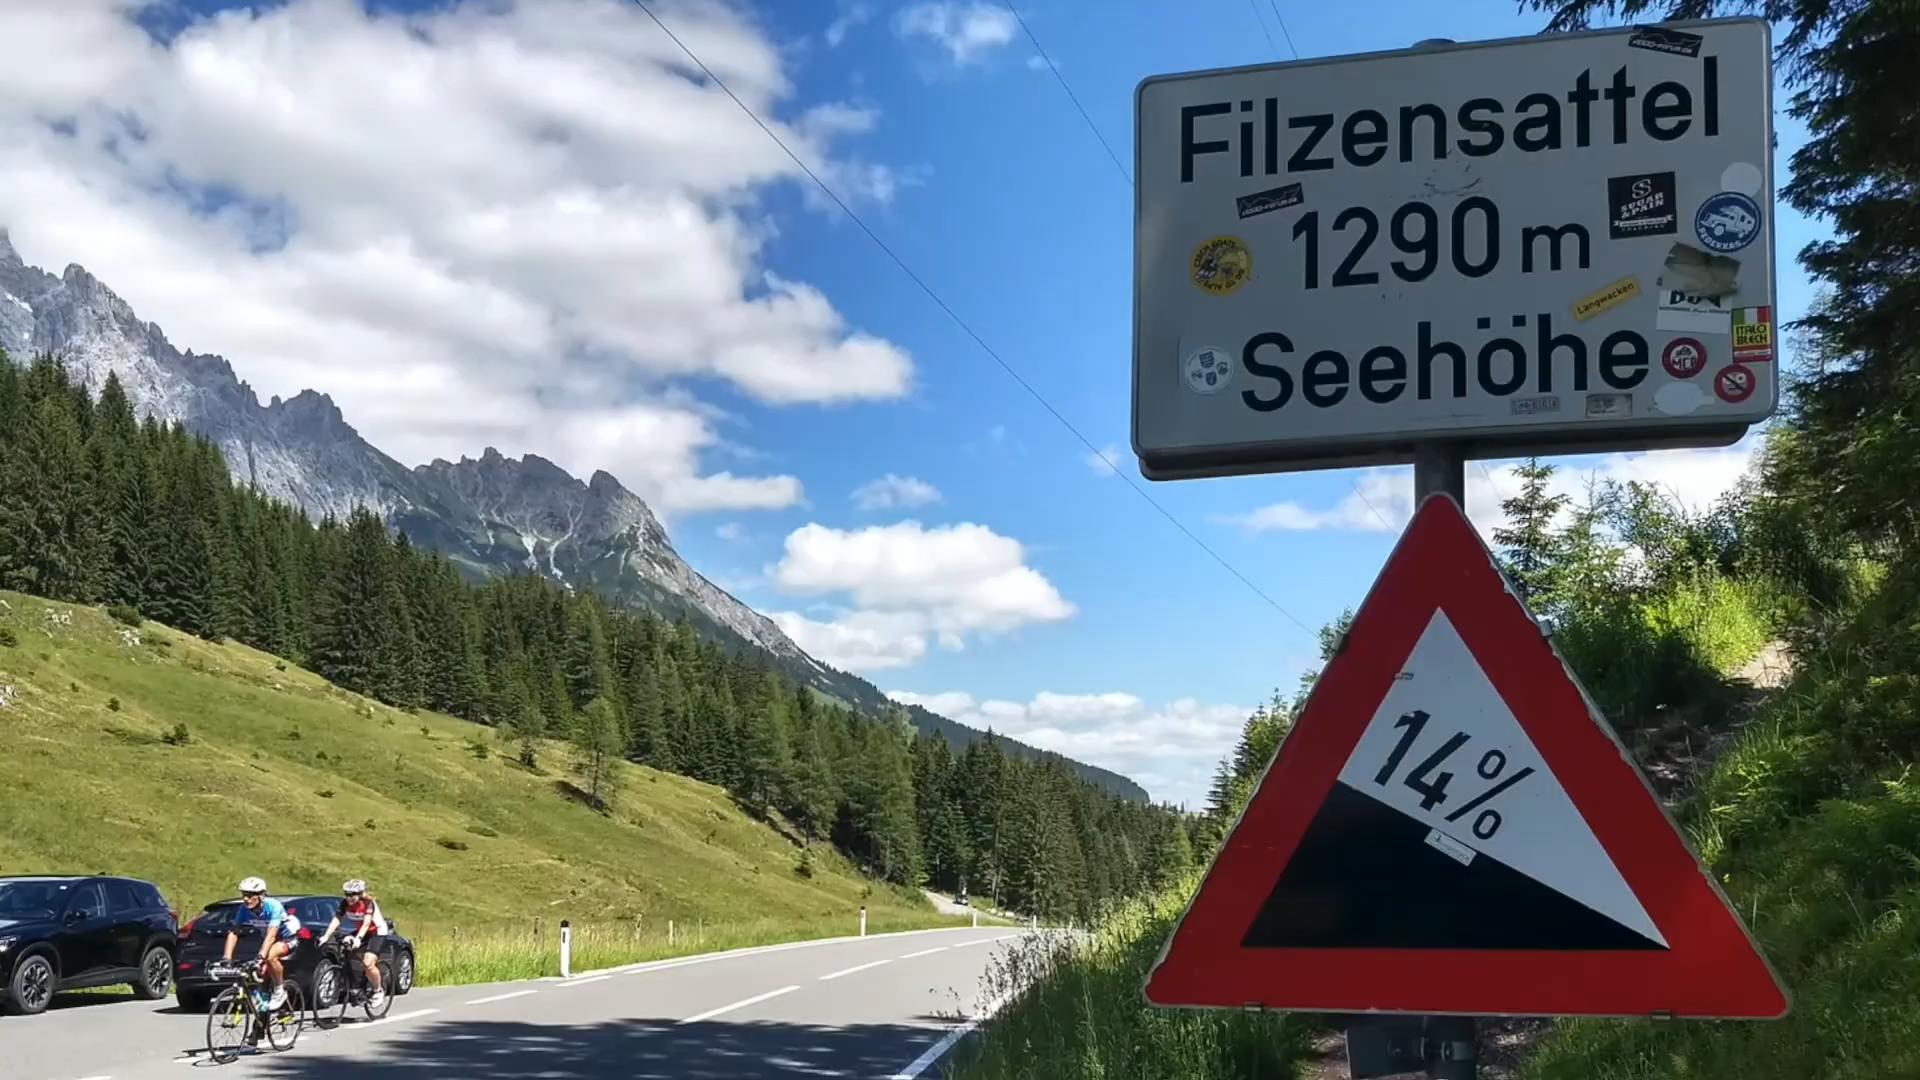 Filzensattel
1290 m
Seehöhe
SUGAR
& PAIN
Langwacken
ITALO
BLECH
14%